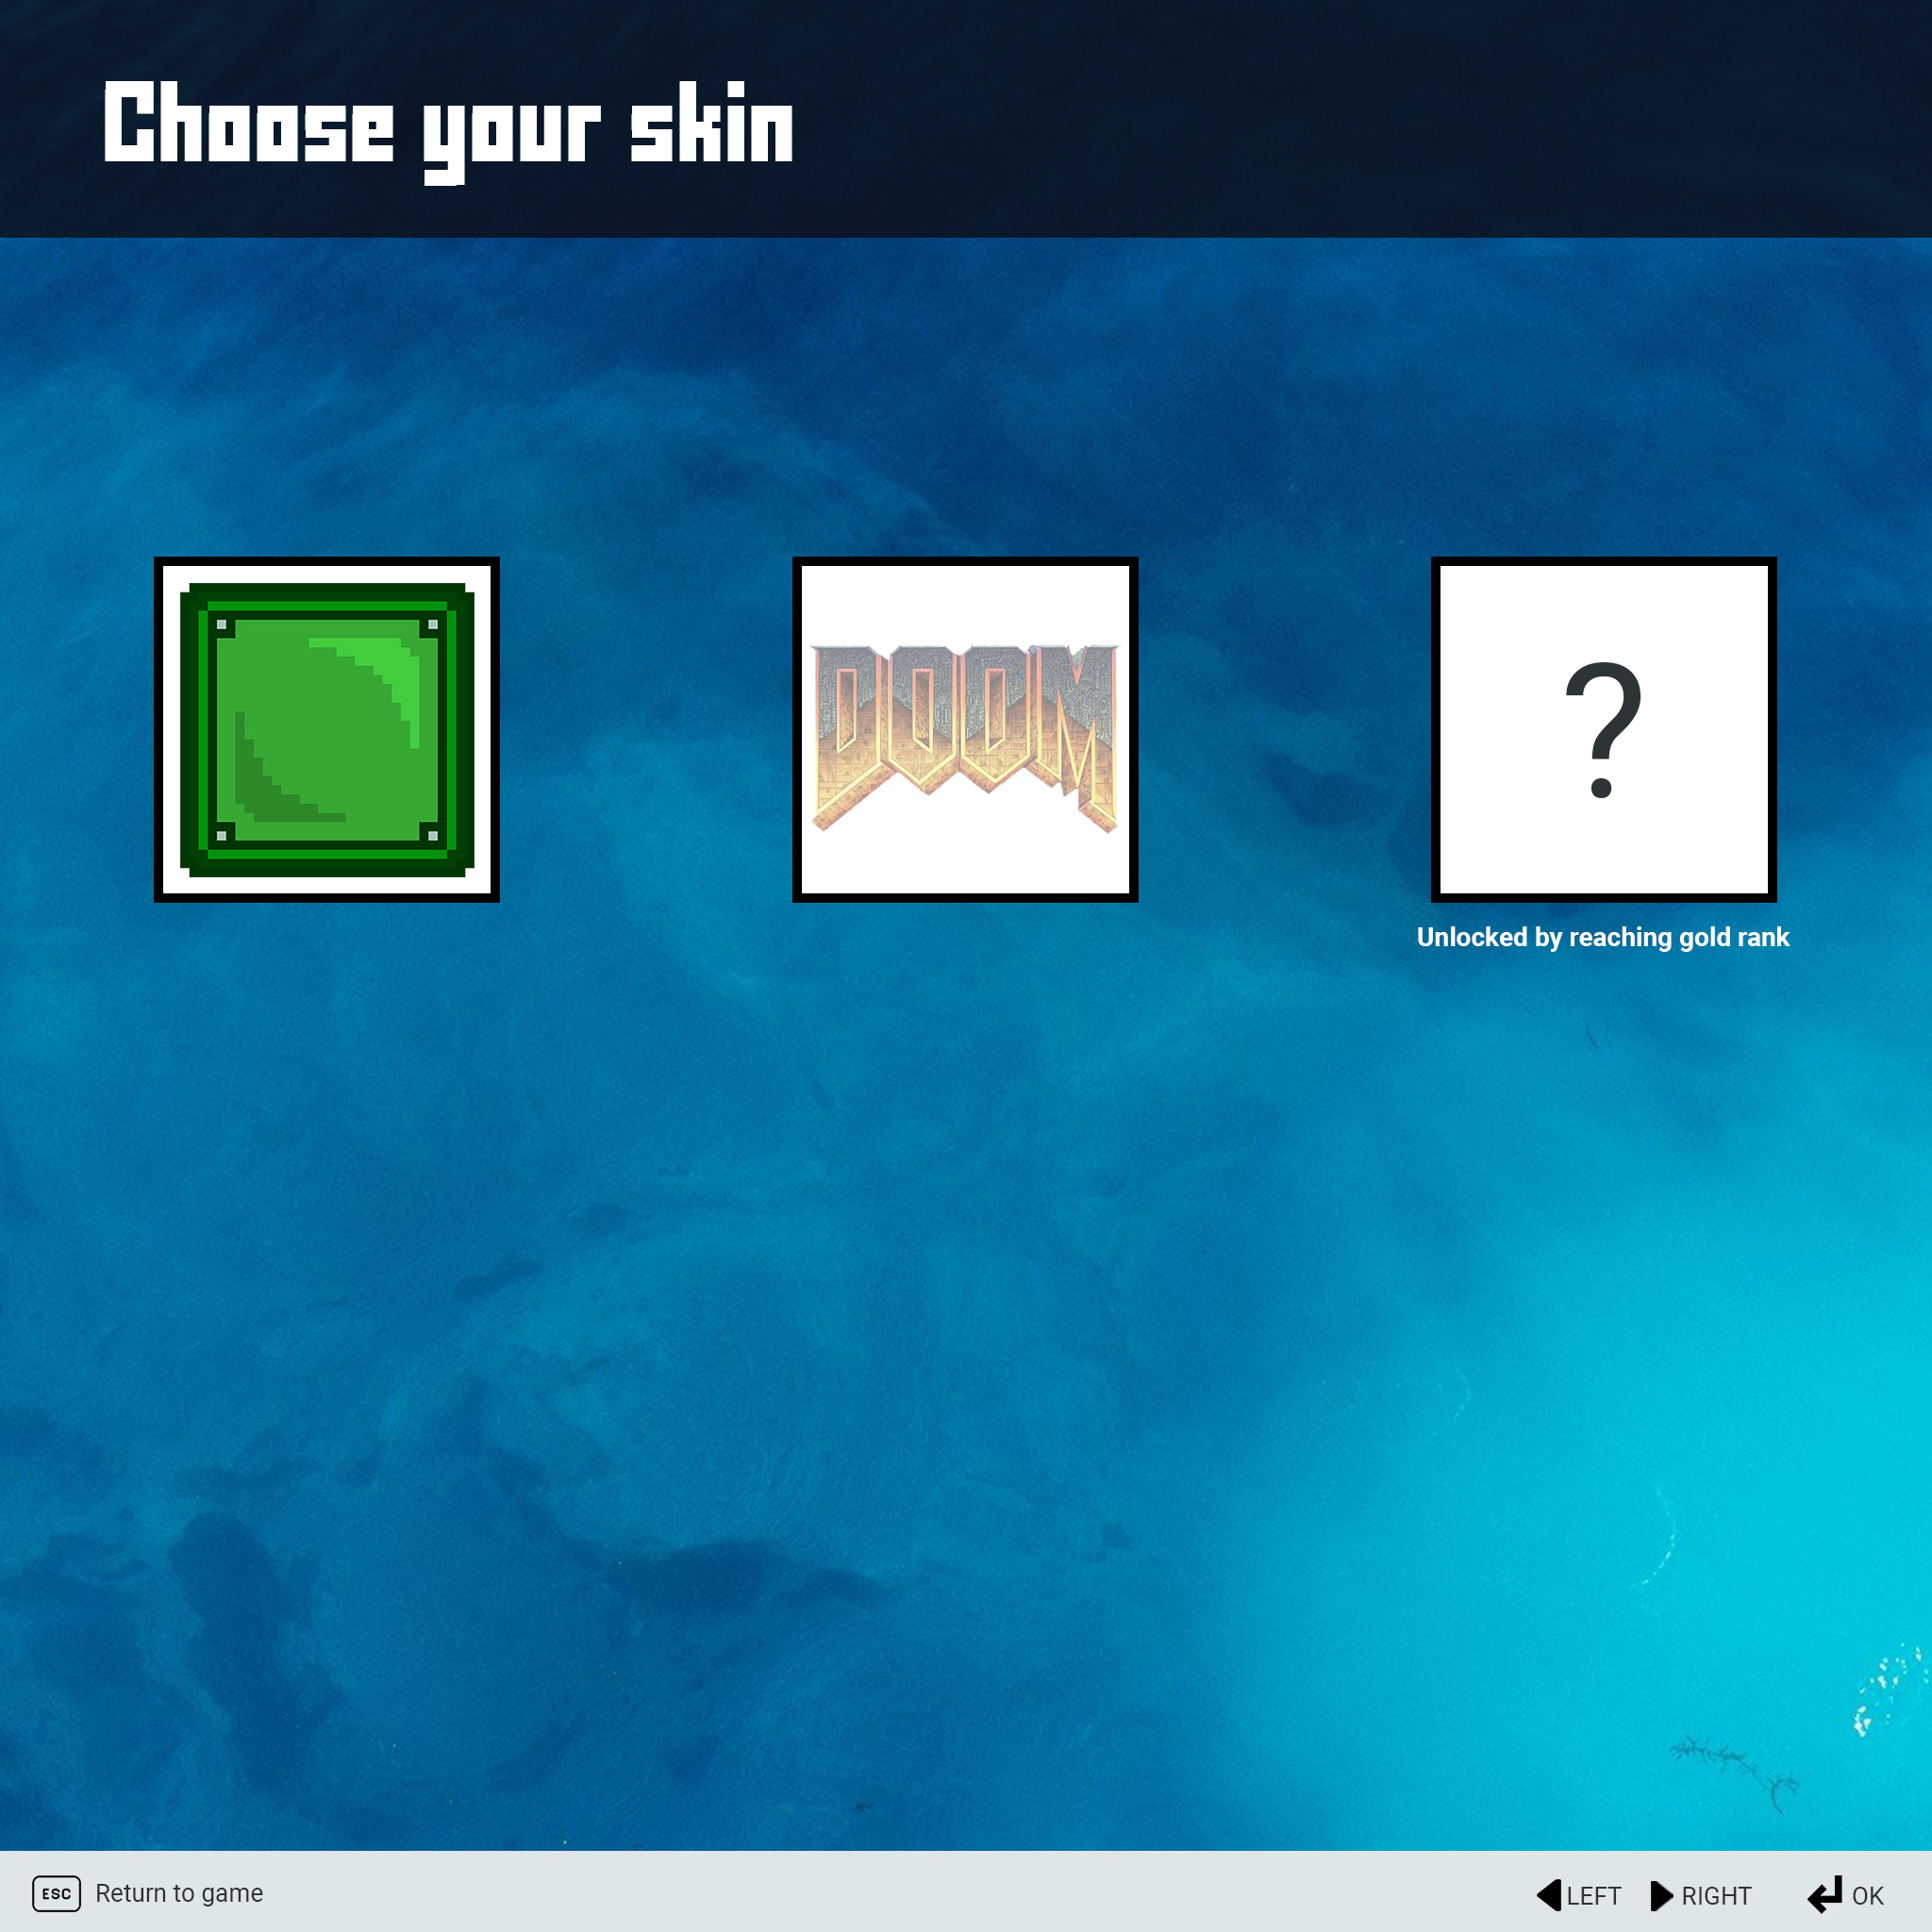 Choose your skin
DOOM
?
Unlocked by reaching gold rank
ESC Return to game
LEFT RIGHT OK